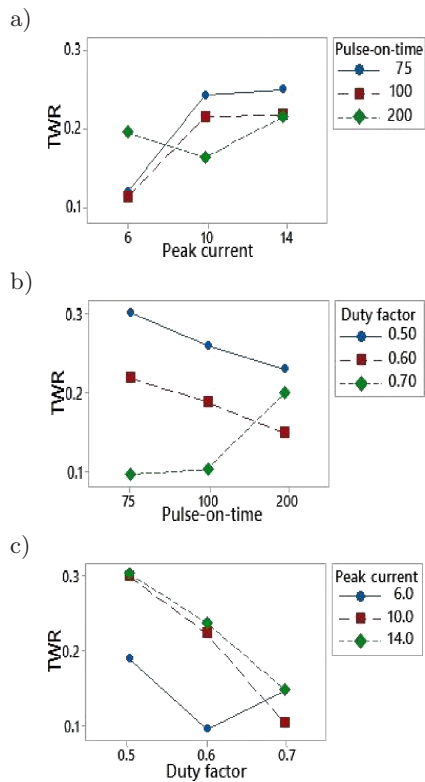 a)
Pulse-on-time
75
100
200
TWR
0.3
0.2
0.1
6 10 14
Peak current
b)
Duty factor
0.50
0.60
0.70
TWR
0.3
0.2
0.1
75 100 200
Pulse-on-time
c)
Peak current
6.0
10.0
14.0
TWR
0.3
0.2
0.1
0.5 0.6 0.7
Duty factor